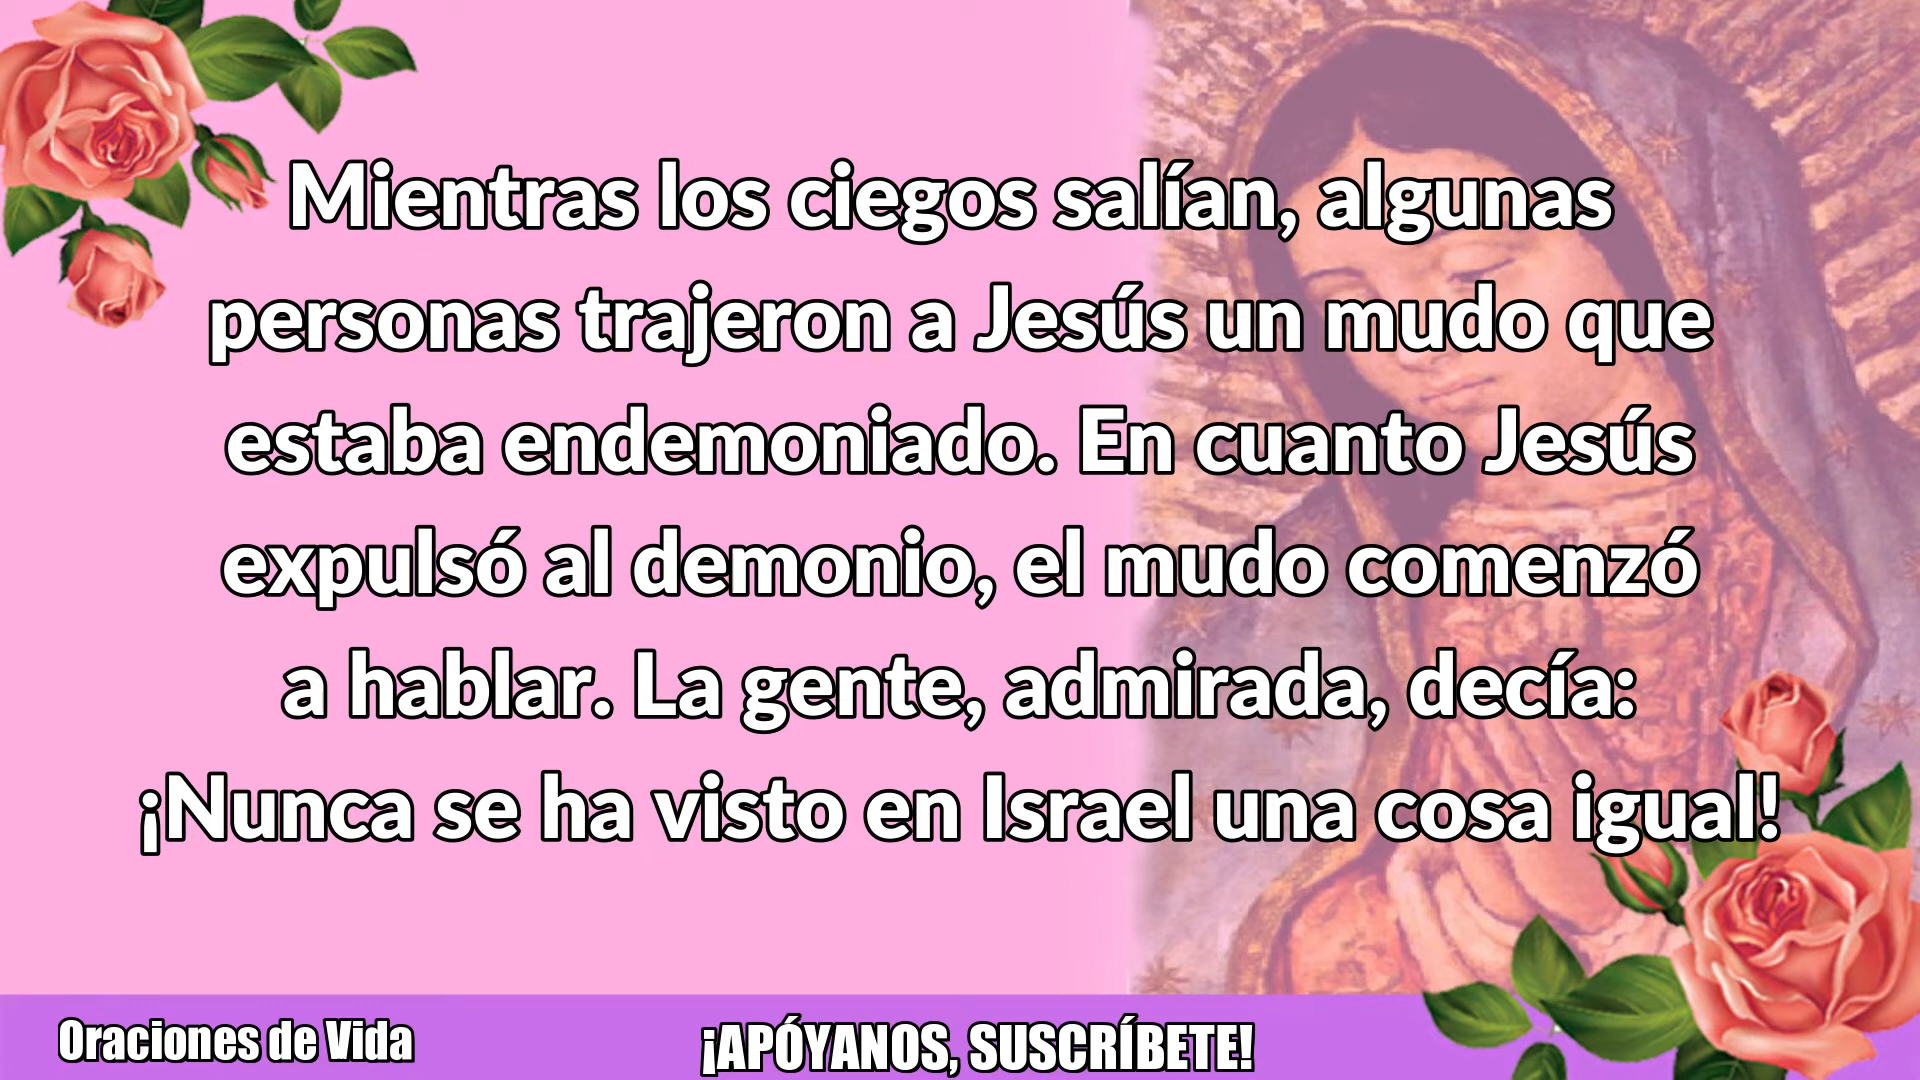 Mientras los ciegos salían, algunas
personas trajeron a Jesús un mudo que
estaba endemoniado. En cuanto Jesús
expulsó al demonio, el mudo comenzó
a hablar. La gente, admirada, decía:
¡Nunca se ha visto en Israel una cosa igual!
Oraciones de Vida
¡APÓYANOS, SUSCRÍBETE!